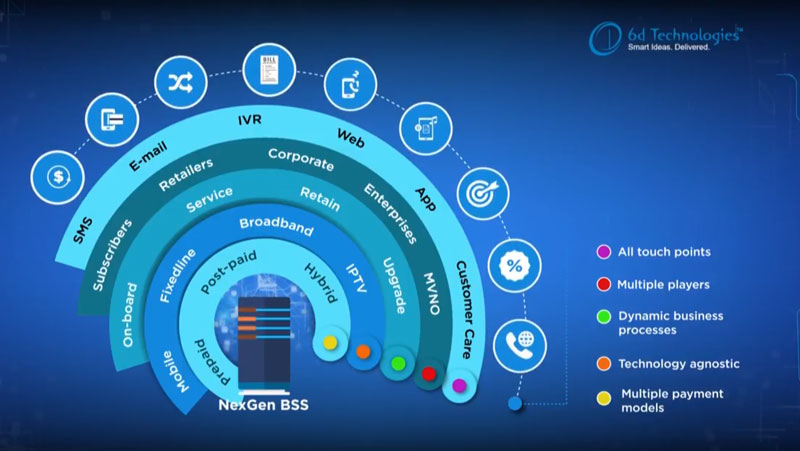 6d Technologies™
Smart Ideas. Delivered.
BILL
SMS
E-mail
IVR
Web
App
Customer Care
Subscribers
Retailers
Corporate
Enterprises
MVNO
On-board
Service
Retain
Upgrade
Mobile
Fixedline
Broadband
IPTV
Prepaid
Post-paid
Hybrid
NexGen BSS
All touch points
Multiple players
Dynamic business
processes
Technology agnostic
Multiple payment
models